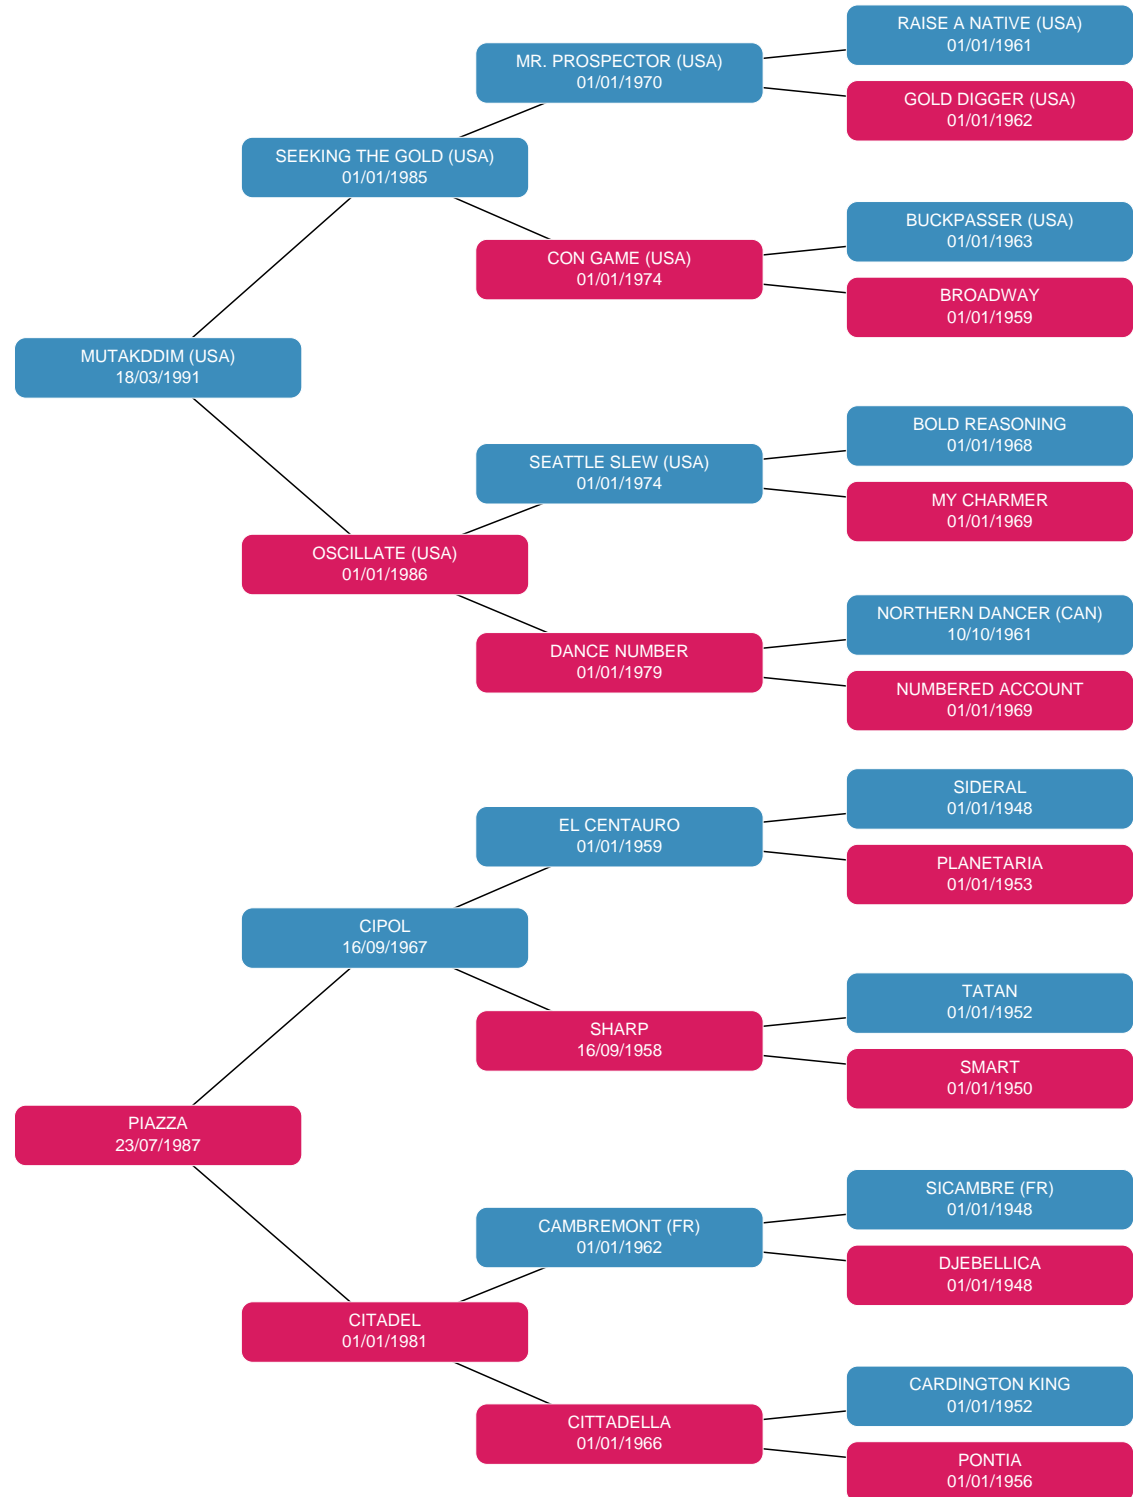 RAISE A NATIVE (USA)
01/01/1961
MR. PROSPECTOR (USA)
01/01/1970
GOLD DIGGER (USA)
01/01/1962
SEEKING THE GOLD (USA)
01/01/1985
BUCKPASSER (USA)
01/01/1963
CON GAME (USA)
01/01/1974
BROADWAY
01/01/1959
MUTAKDDIM (USA)
18/03/1991
BOLD REASONING
01/01/1968
SEATTLE SLEW (USA)
01/01/1974
MY CHARMER
01/01/1969
OSCILLATE (USA)
01/01/1986
NORTHERN DANCER (CAN)
10/10/1961
DANCE NUMBER
01/01/1979
NUMBERED ACCOUNT
01/01/1969
SIDERAL
01/01/1948
EL CENTAURO
01/01/1959
PLANETARIA
01/01/1953
CIPOL
16/09/1967
TATAN
01/01/1952
SHARP
16/09/1958
SMART
01/01/1950
PIAZZA
23/07/1987
SICAMBRE (FR)
01/01/1948
CAMBREMONT (FR)
01/01/1962
DJEBELLICA
01/01/1948
CITADEL
01/01/1981
CARDINGTON KING
01/01/1952
CITTADELLA
01/01/1966
PONTIA
01/01/1956